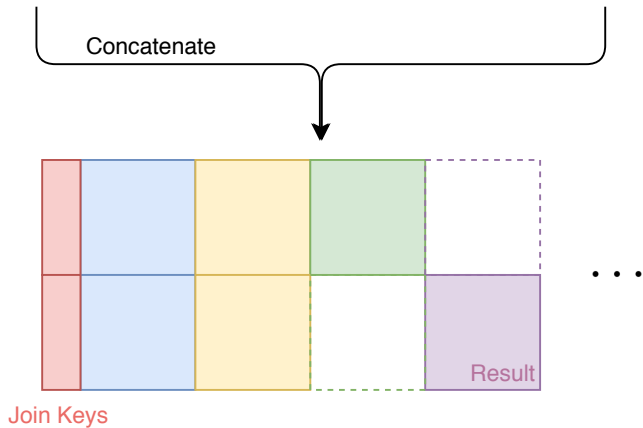 Concatenate
. . .
Result
Join Keys